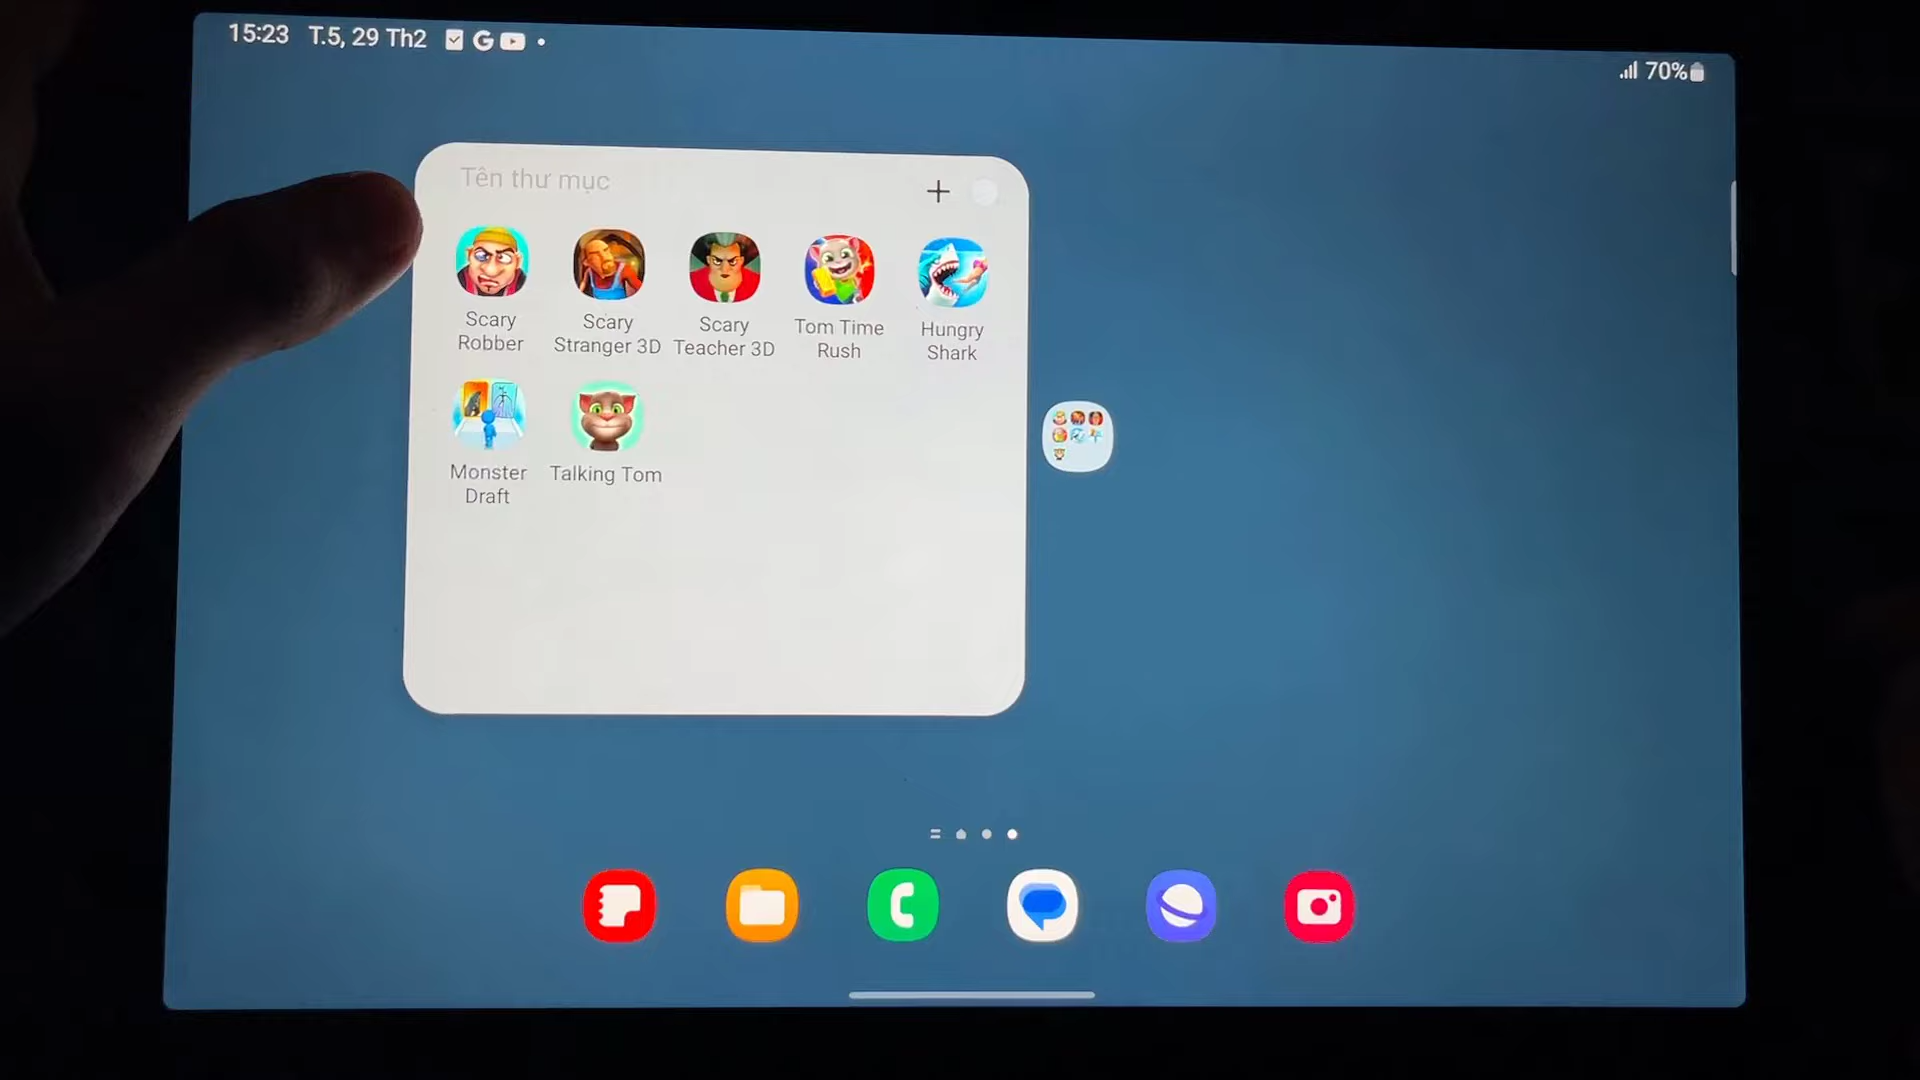 15:23 T.5, 29 Th2
70%
Tên thư mục
Scary
Robber
Scary
Stranger 3D
Scary
Teacher 3D
Tom Time
Rush
Hungry
Shark
Monster
Draft
Talking Tom